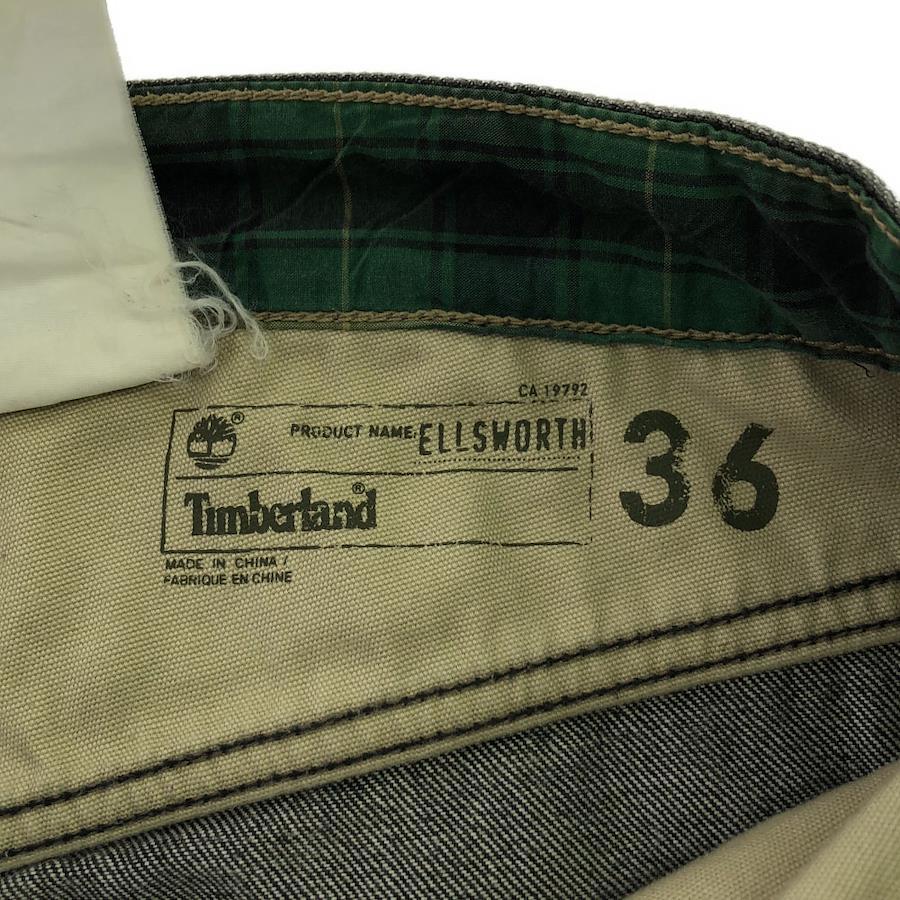 CA 19792
® PRODUCT NAME: ELLSWORTH
Timberland®
36
MADE IN CHINA /
FABRIQUE EN CHINE